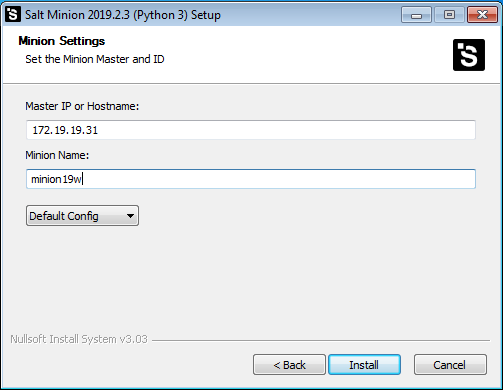 Salt Minion 2019.2.3 (Python 3) Setup
Minion Settings
Set the Minion Master and ID
Master IP or Hostname:
172.19.19.31
Minion Name:
minion19w
Default Config
Nullsoft Install System v3.03
< Back Install Cancel